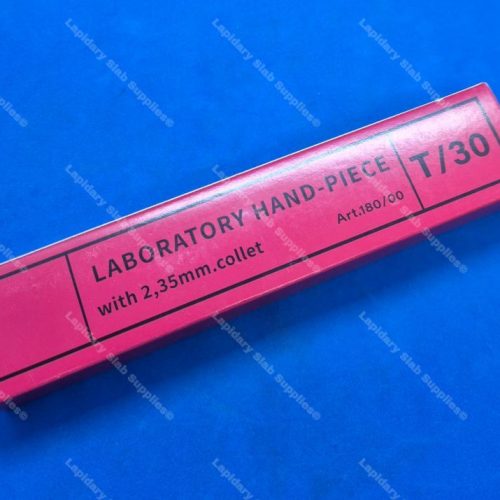 LABORATORY HAND-PIECE
with 2,35mm.collet
Art.180/00
T/30
Lapidary Slab Supplies©